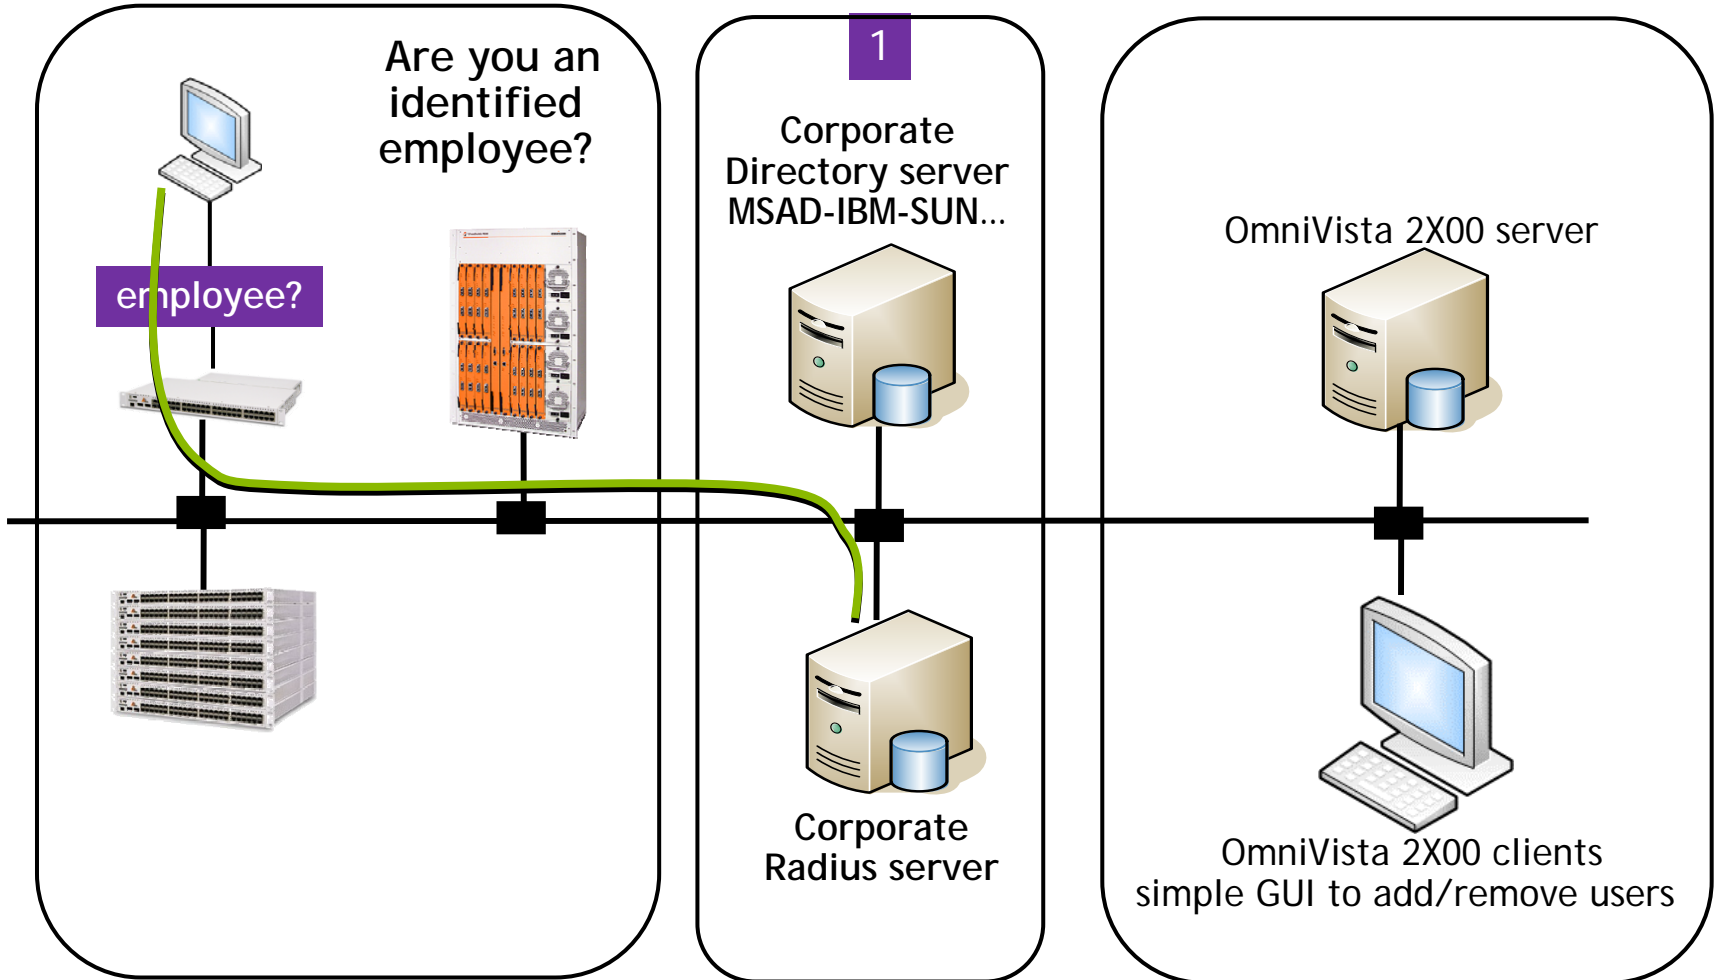 Are you an
identified
employee?
employee?
1
Corporate
Directory server
MSAD-IBM-SUN...
Corporate
Radius server
OmniVista 2X00 server
OmniVista 2X00 clients
simple GUI to add/remove users